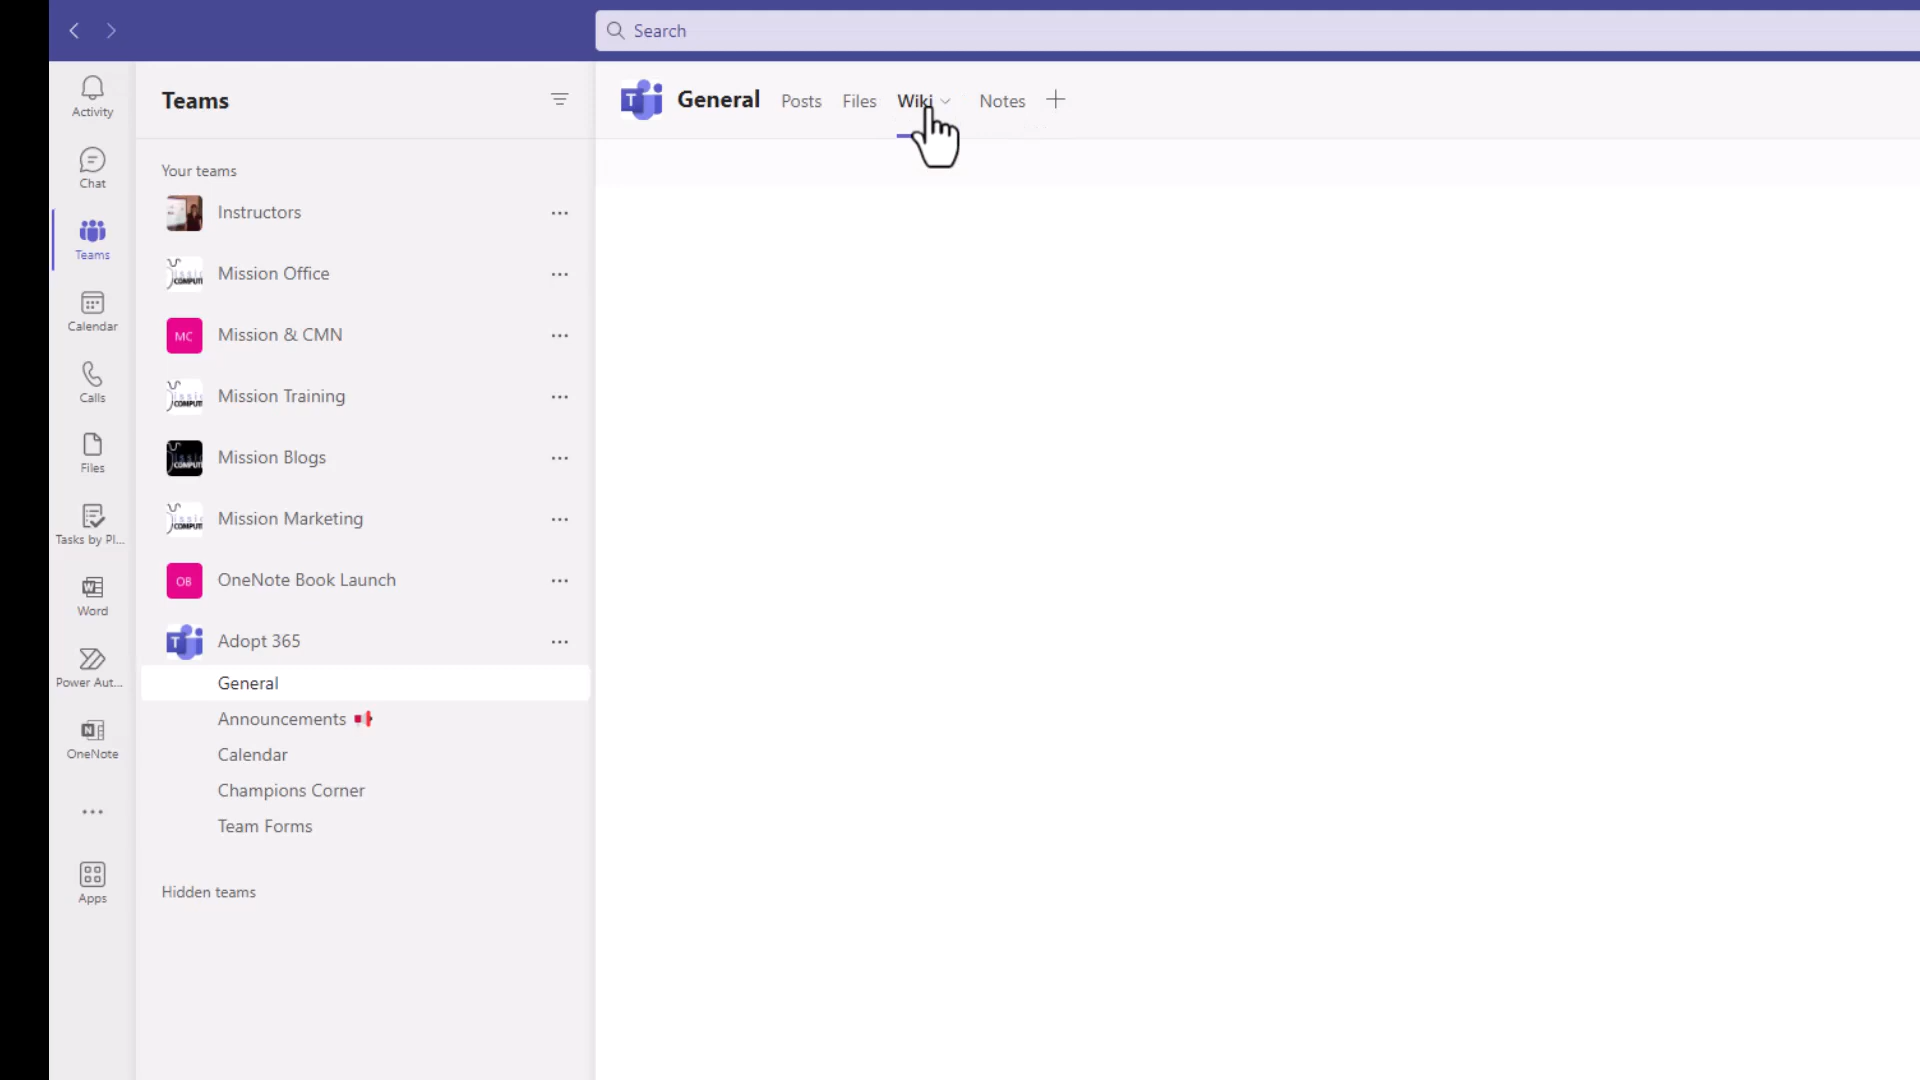 Search
Activity
Chat
Teams
Calendar
Calls
Files
Tasks by Pl...
Word
Power Aut...
OneNote
Apps
Teams
Your teams
Instructors
Mission Office
MC Mission & CMN
Mission Training
Mission Blogs
Mission Marketing
OB OneNote Book Launch
T Adopt 365
General
Announcements
Calendar
Champions Corner
Team Forms
Hidden teams
T General Posts Files Wiki Notes